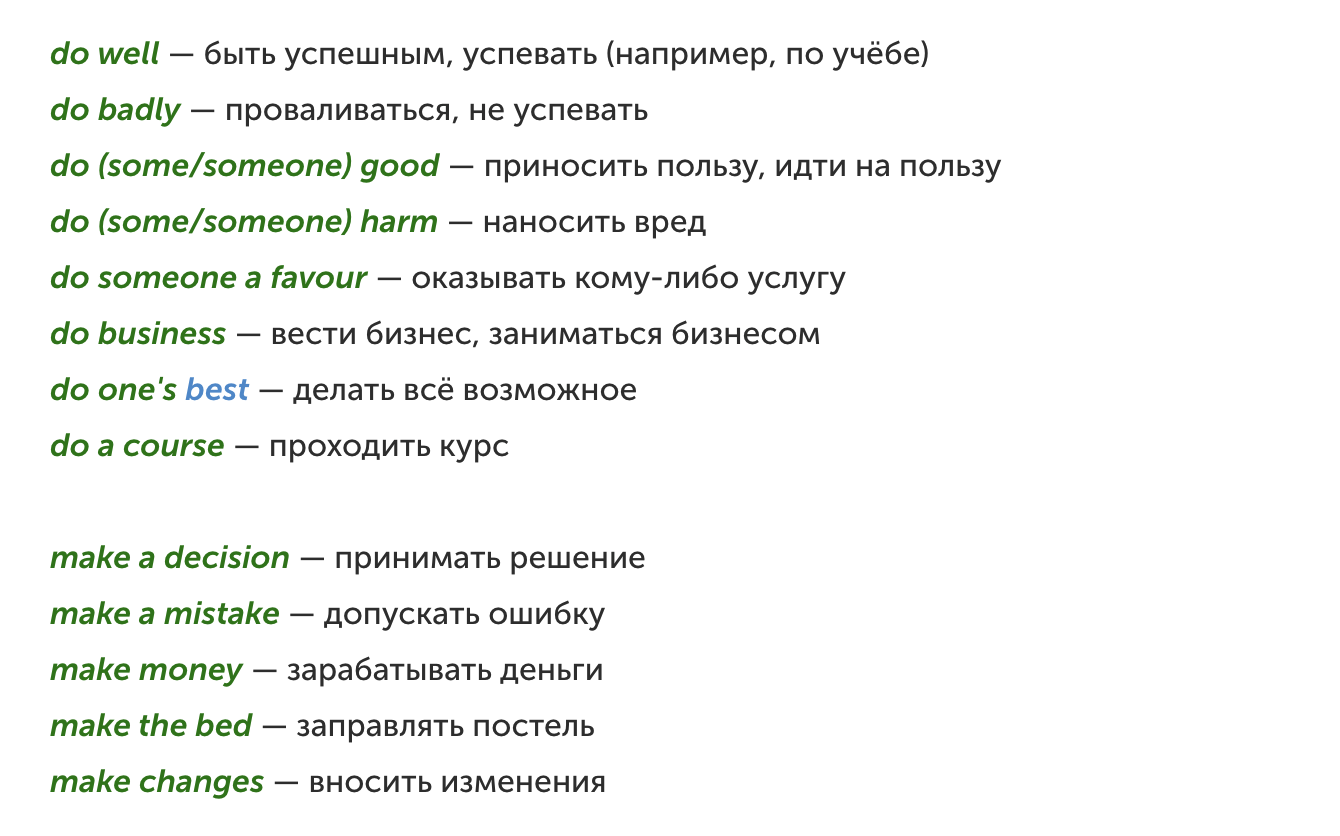 do well — быть успешным, успевать (например, по учёбе)
do badly — проваливаться, не успевать
do (some/someone) good — приносить пользу, идти на пользу
do (some/someone) harm — наносить вред
do someone a favour — оказывать кому-либо услугу
do business — вести бизнес, заниматься бизнесом
do one's best — делать всё возможное
do a course — проходить курс
make a decision — принимать решение
make a mistake — допускать ошибку
make money — зарабатывать деньги
make the bed — заправлять постель
make changes — вносить изменения